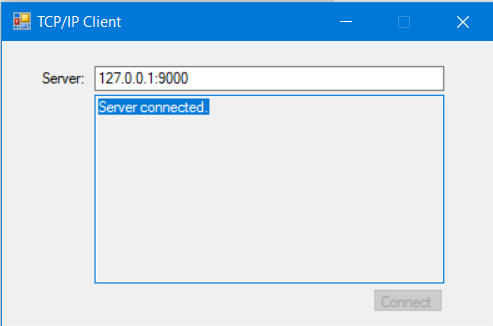 TCP/IP Client
Server: 127.0.0.1:9000
Server connected.
Connect